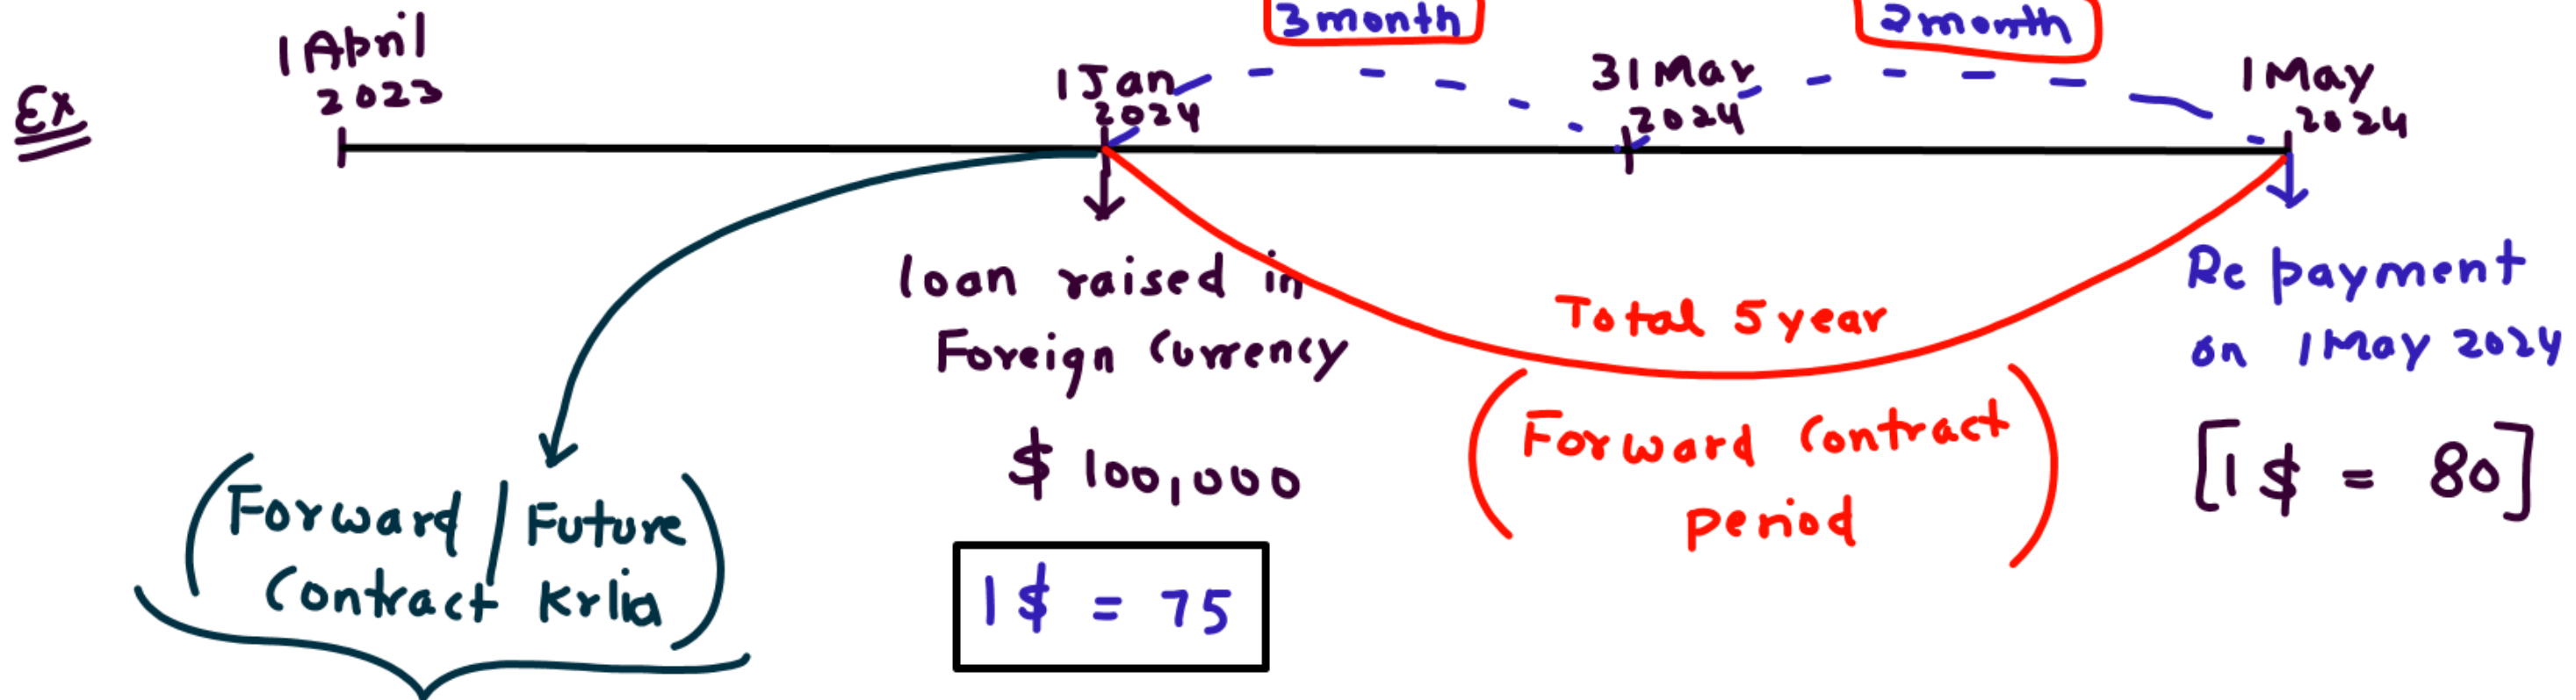 Ex
1 April
2023
1 Jan
2024
3 month
31 Mar
2024
2 month
1 May
2024
loan raised in
Foreign Currency
$ 100,000
1 $ = 75
Total 5 year
(Forward Contract
period)
Re payment
on 1 May 2024
[1 $ = 80]
(Forward / Future
Contract Krlia)